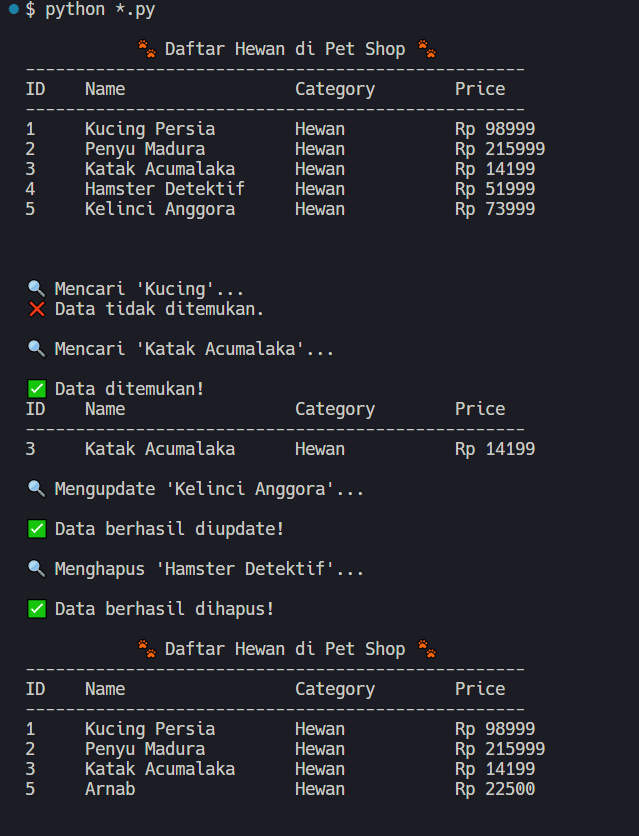 $ python *.py
🐾 Daftar Hewan di Pet Shop 🐾
--------------------------------------------------
ID    Name                 Category        Price
--------------------------------------------------
1     Kucing Persia        Hewan           Rp 98999
2     Penyu Madura         Hewan           Rp 215999
3     Katak Acumalaka      Hewan           Rp 14199
4     Hamster Detektif     Hewan           Rp 51999
5     Kelinci Anggora      Hewan           Rp 73999
🔍 Mencari 'Kucing'...
❌ Data tidak ditemukan.
🔍 Mencari 'Katak Acumalaka'...
✅ Data ditemukan!
ID    Name                 Category        Price
--------------------------------------------------
3     Katak Acumalaka      Hewan           Rp 14199
🔍 Mengupdate 'Kelinci Anggora'...
✅ Data berhasil diupdate!
🔍 Menghapus 'Hamster Detektif'...
✅ Data berhasil dihapus!
🐾 Daftar Hewan di Pet Shop 🐾
--------------------------------------------------
ID    Name                 Category        Price
--------------------------------------------------
1     Kucing Persia        Hewan           Rp 98999
2     Penyu Madura         Hewan           Rp 215999
3     Katak Acumalaka      Hewan           Rp 14199
5     Arnab                Hewan           Rp 22500